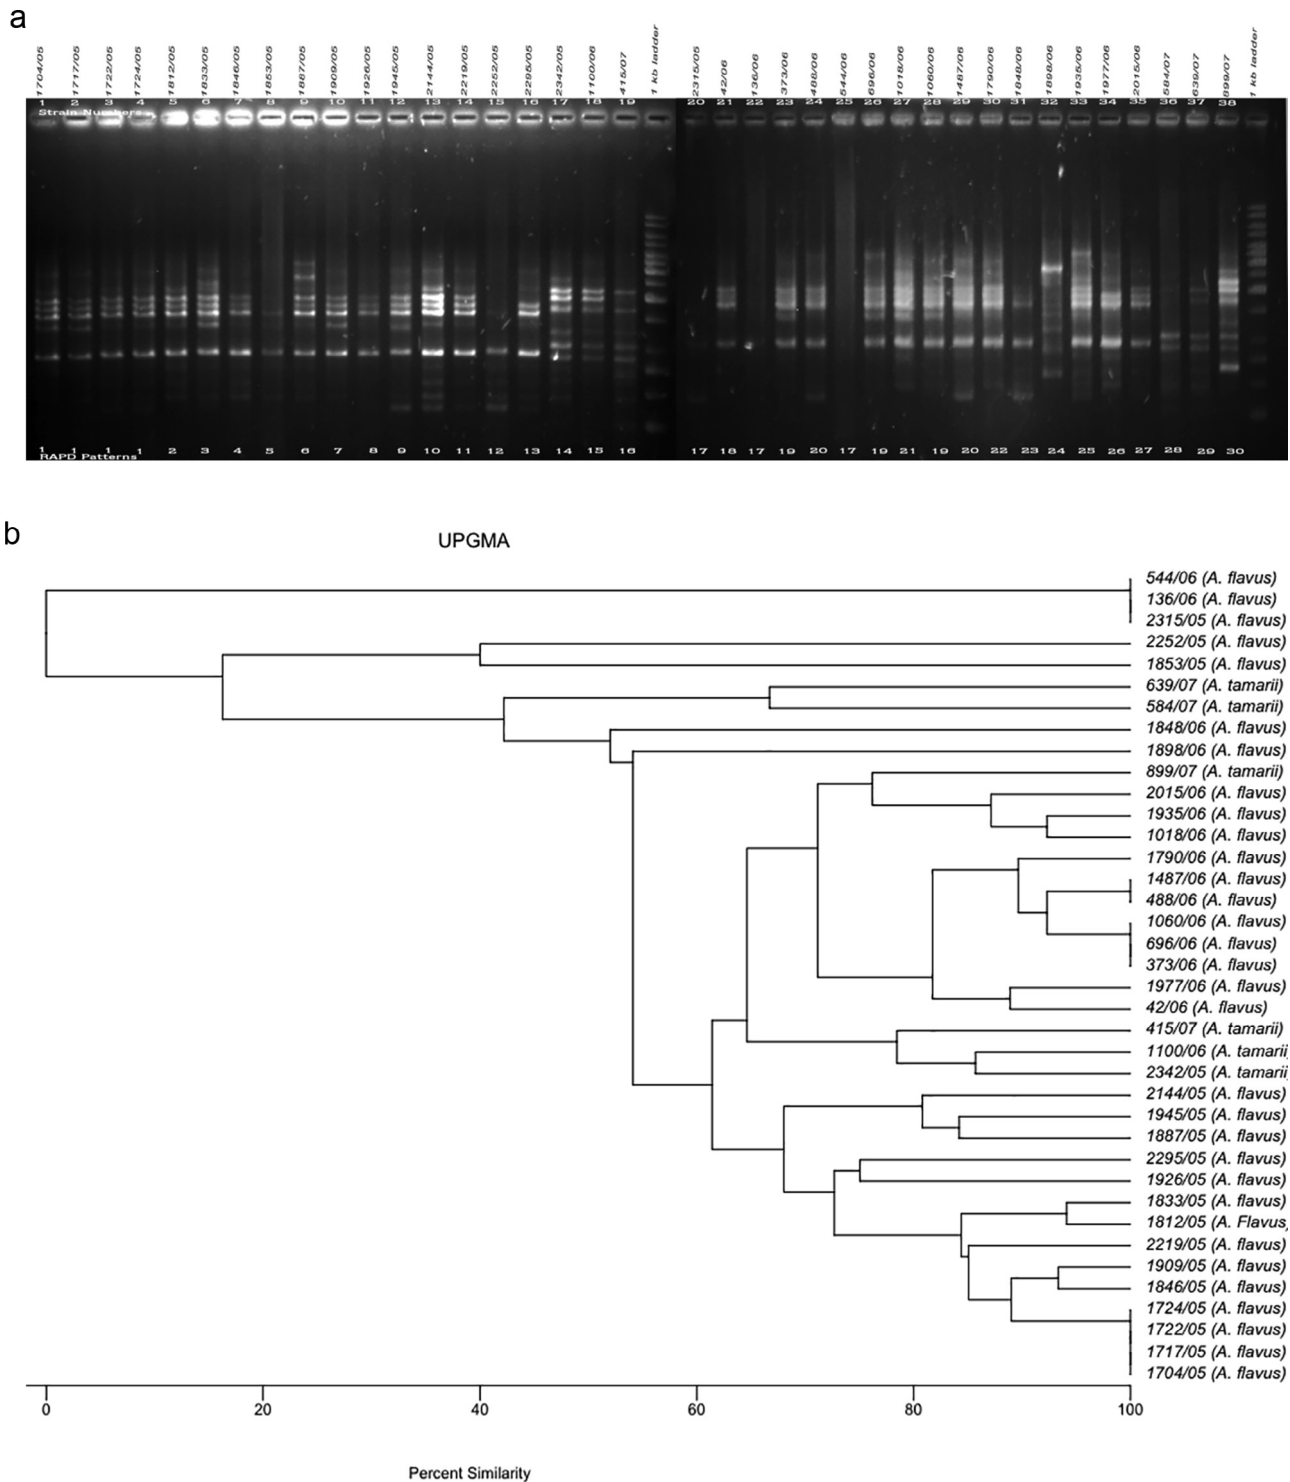 a
1704/05 1717/05 1722/05 1724/05 1812/05 1833/05 1846/05 1853/05 1887/05 1909/05 1926/05 1945/05 2144/05 2219/05 2252/05 2295/05 2342/05 1100/06 415/07 1 kb ladder 2315/05 42/06 136/06 373/06 488/06 544/06 696/06 1018/06 1060/06 1487/06 1790/06 1848/06 1898/06 1935/06 1977/06 2015/06 584/07 639/07 899/07 1 kb ladder
1 2 3 4 5 6 7 8 9 10 11 12 13 14 15 16 17 18 19 20 21 22 23 24 25 26 27 28 29 30 31 32 33 34 35 36 37 38
Strain Numbers
1 1 1 1 2 3 4 5 6 7 8 9 10 11 12 13 14 15 16 17 18 17 19 20 17 19 21 19 20 22 23 24 25 26 27 28 29 30
RAPD Patterns
b
UPGMA
544/06 (A. flavus)
136/06 (A. flavus)
2315/05 (A. flavus)
2252/05 (A. flavus)
1853/05 (A. flavus)
639/07 (A. tamarii)
584/07 (A. tamarii)
1848/06 (A. flavus)
1898/06 (A. flavus)
899/07 (A. tamarii)
2015/06 (A. flavus)
1935/06 (A. flavus)
1018/06 (A. flavus)
1790/06 (A. flavus)
1487/06 (A. flavus)
488/06 (A. flavus)
1060/06 (A. flavus)
696/06 (A. flavus)
373/06 (A. flavus)
1977/06 (A. flavus)
42/06 (A. flavus)
415/07 (A. tamarii)
1100/06 (A. tamarii
2342/05 (A. tamarii
2144/05 (A. flavus)
1945/05 (A. flavus)
1887/05 (A. flavus)
2295/05 (A. flavus)
1926/05 (A. flavus)
1833/05 (A. flavus)
1812/05 (A. Flavus)
2219/05 (A. flavus)
1909/05 (A. flavus)
1846/05 (A. flavus)
1724/05 (A. flavus)
1722/05 (A. flavus)
1717/05 (A. flavus)
1704/05 (A. flavus)
0 20 40 60 80 100
Percent Similarity